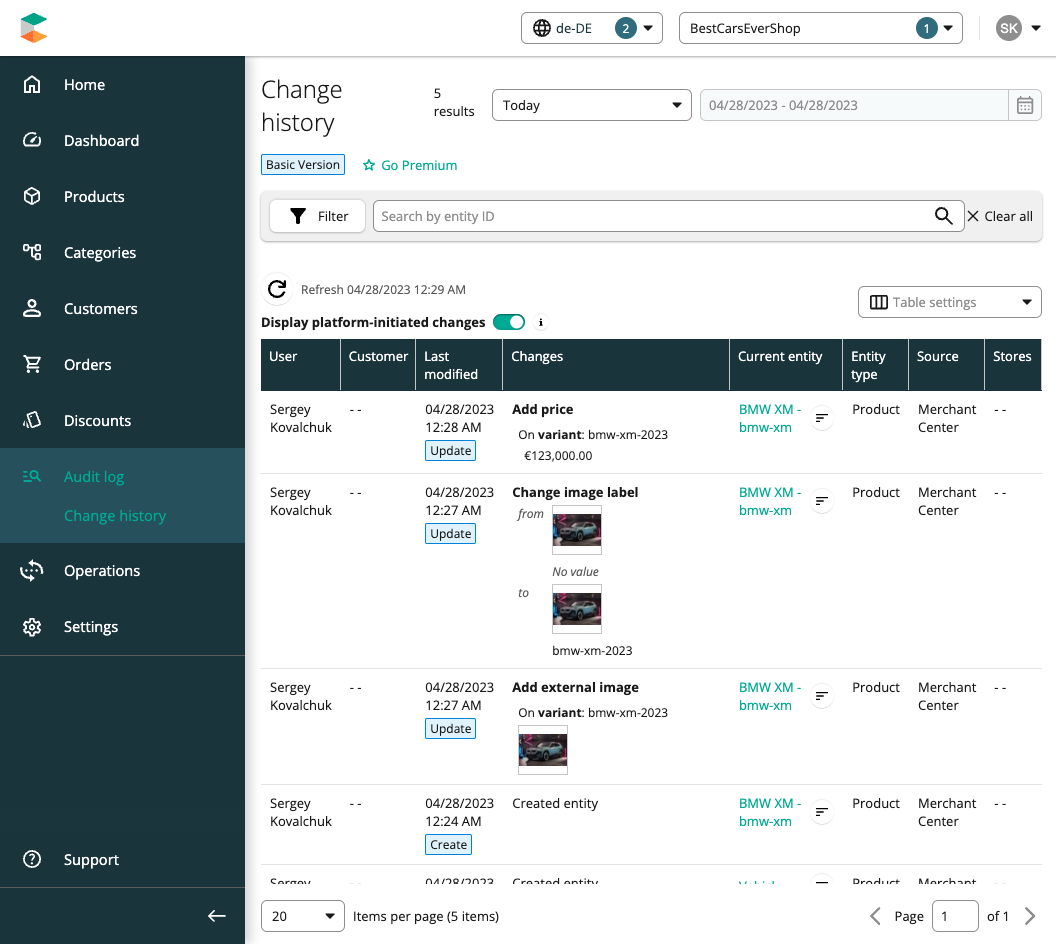 de-DE 2 BestCarsEverShop 1 SK
Home
Dashboard
Products
Categories
Customers
Orders
Discounts
Audit log
Change history
Operations
Settings
Support
Change history
5 results
Today
04/28/2023 - 04/28/2023
Basic Version
Go Premium
Filter
Search by entity ID
Clear all
Refresh 04/28/2023 12:29 AM
Table settings
Display platform-initiated changes
User Customer Last modified Changes Current entity Entity type Source Stores
Sergey Kovalchuk
- -
04/28/2023
12:28 AM
Update
Add price
On variant: bmw-xm-2023
€123,000.00
BMW XM -
bmw-xm
Product
Merchant
Center
- -
Sergey
Kovalchuk
- -
04/28/2023
12:27 AM
Update
Change image label
from
No value
to
bmw-xm-2023
BMW XM -
bmw-xm
Product
Merchant
Center
- -
Sergey
Kovalchuk
- -
04/28/2023
12:27 AM
Update
Add external image
On variant: bmw-xm-2023
BMW XM -
bmw-xm
Product
Merchant
Center
- -
Sergey
Kovalchuk
- -
04/28/2023
12:24 AM
Create
Created entity
BMW XM -
bmw-xm
Product
Merchant
Center
- -
Sergey
04/28/2023
Created entity
Product
Merchant
20
Items per page (5 items)
Page 1 of 1